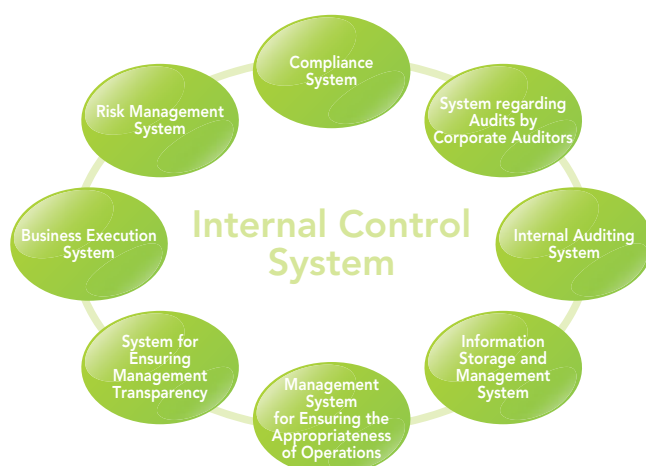 Compliance
System
System regarding
Audits by
Corporate Auditors
Risk Management
System
Internal Control
System
Business Execution
System
Internal Auditing
System
System for
Ensuring
Management
Transparency
Information
Storage and
Management
System
Management
System
for Ensuring the
Appropriateness
of Operations